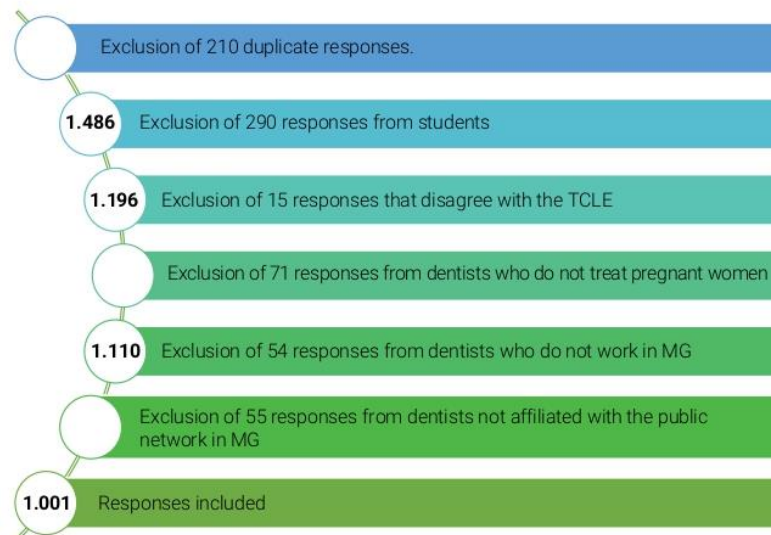 Exclusion of 210 duplicate responses.
1.486 Exclusion of 290 responses from students
1.196 Exclusion of 15 responses that disagree with the TCLE
Exclusion of 71 responses from dentists who do not treat pregnant women
1.110 Exclusion of 54 responses from dentists who do not work in MG
Exclusion of 55 responses from dentists not affiliated with the public
network in MG
1.001 Responses included